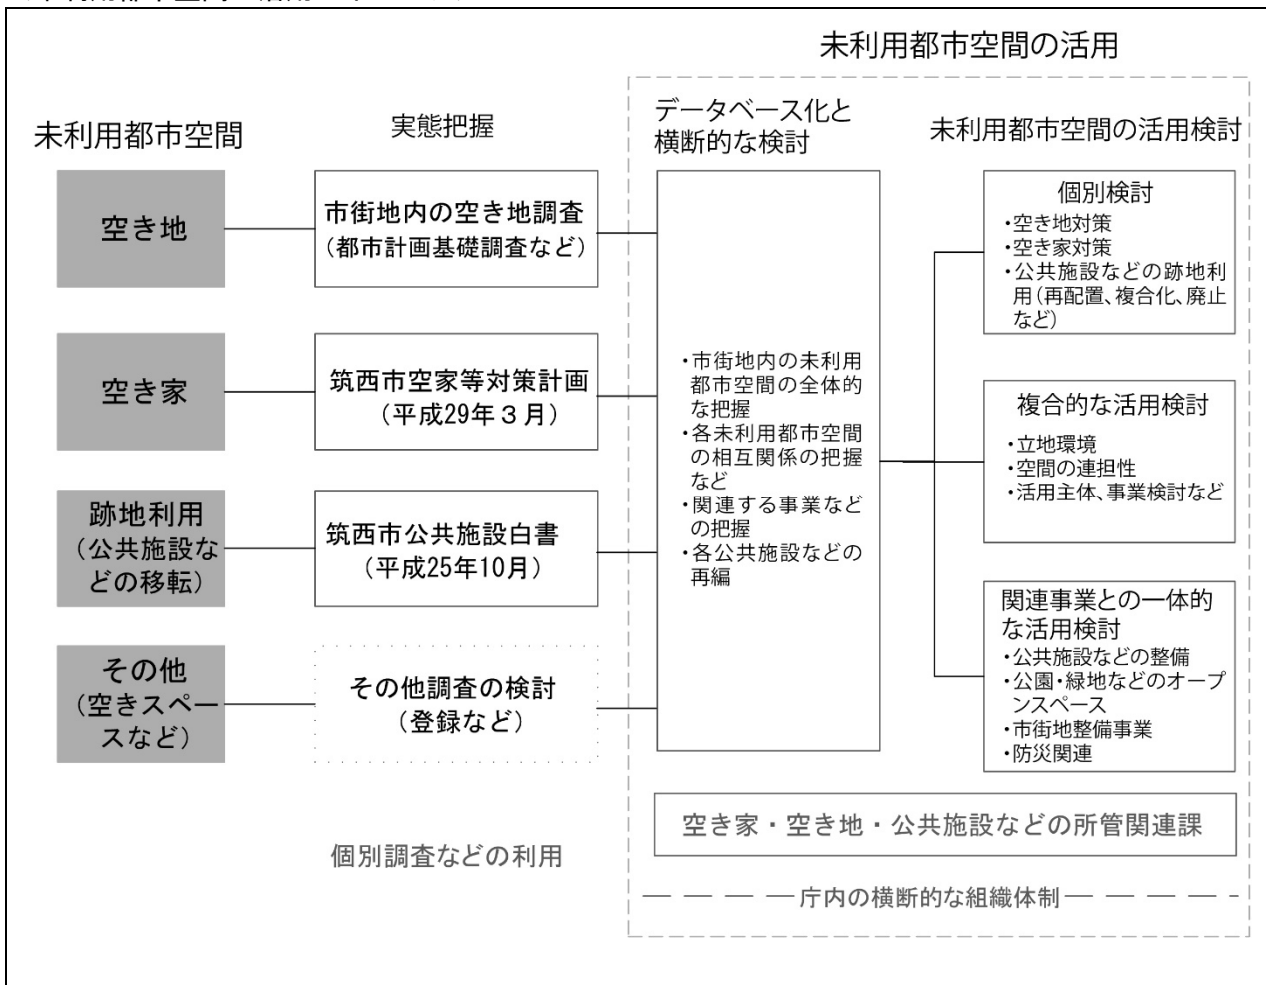 未利用都市空間の活用
未利用都市空間
実態把握
データベース化と
横断的な検討
未利用都市空間の活用検討
空き地
市街地内の空き地調査
（都市計画基礎調査など）
空き家
筑西市空家等対策計画
（平成29年３月）
跡地利用
（公共施設な
どの移転）
筑西市公共施設白書
（平成25年10月）
その他
（空きスペー
スなど）
その他調査の検討
（登録など）
・市街地内の未利用
都市空間の全体的
な把握
・各未利用都市空間
の相互関係の把握
など
・関連する事業など
の把握
・各公共施設などの
再編
個別検討
・空き地対策
・空き家対策
・公共施設などの跡地利
用（再配置、複合化、廃止
など）
複合的な活用検討
・立地環境
・空間の連担性
・活用主体、事業検討など
関連事業との一体的
な活用検討
・公共施設などの整備
・公園・緑地などのオープ
ンスペース
・市街地整備事業
・防災関連
空き家・空き地・公共施設などの所管関連課
個別調査などの利用
庁内の横断的な組織体制